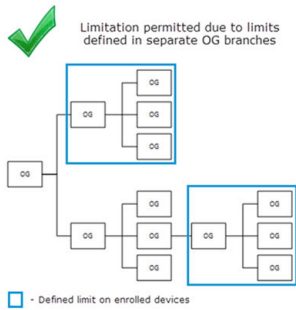 Limitation permitted due to limits
defined in separate OG branches
OG
OG
OG
OG
OG
OG
OG
OG
OG
OG
OG
OG
OG
- Defined limit on enrolled devices